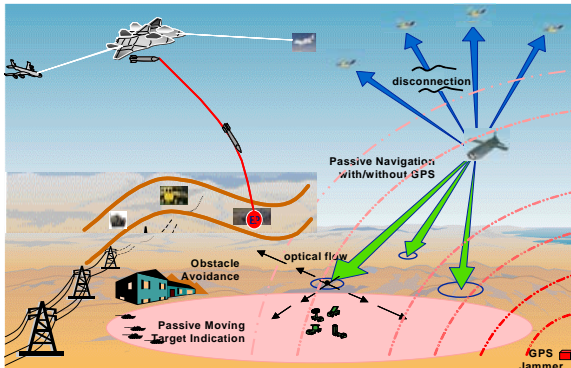 disconnection
Passive Navigation
with/without GPS
optical flow
Obstacle
Avoidance
Passive Moving
Target Indication
GPS
Jammer